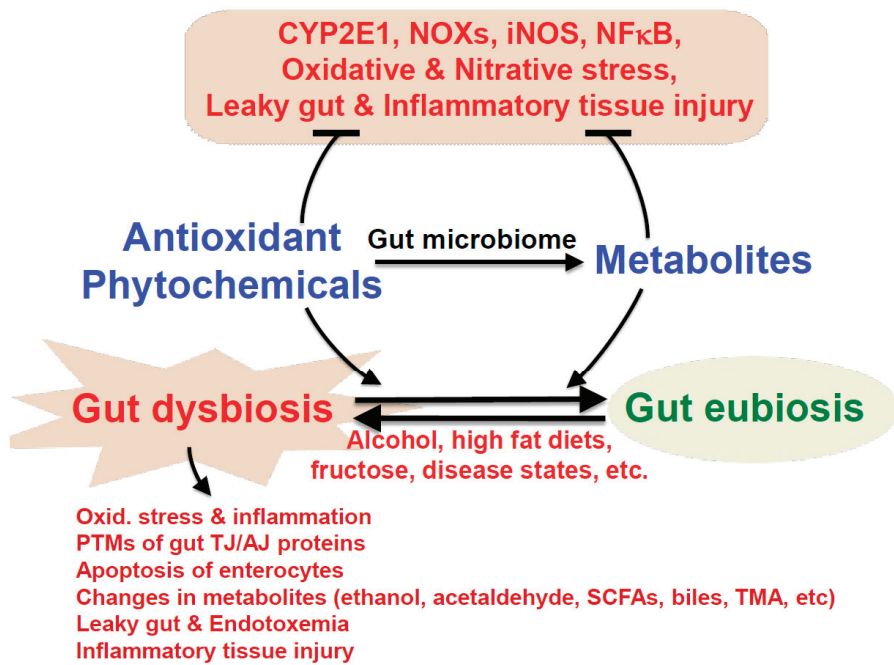 CYP2E1, NOXs, iNOS, NFκB,
Oxidative & Nitrative stress,
Leaky gut & Inflammatory tissue injury
Antioxidant
Phytochemicals
Gut microbiome
Metabolites
Gut dysbiosis
Gut eubiosis
Alcohol, high fat diets,
fructose, disease states, etc.
Oxid. stress & inflammation
PTMs of gut TJ/AJ proteins
Apoptosis of enterocytes
Changes in metabolites (ethanol, acetaldehyde, SCFAs, biles, TMA, etc)
Leaky gut & Endotoxemia
Inflammatory tissue injury